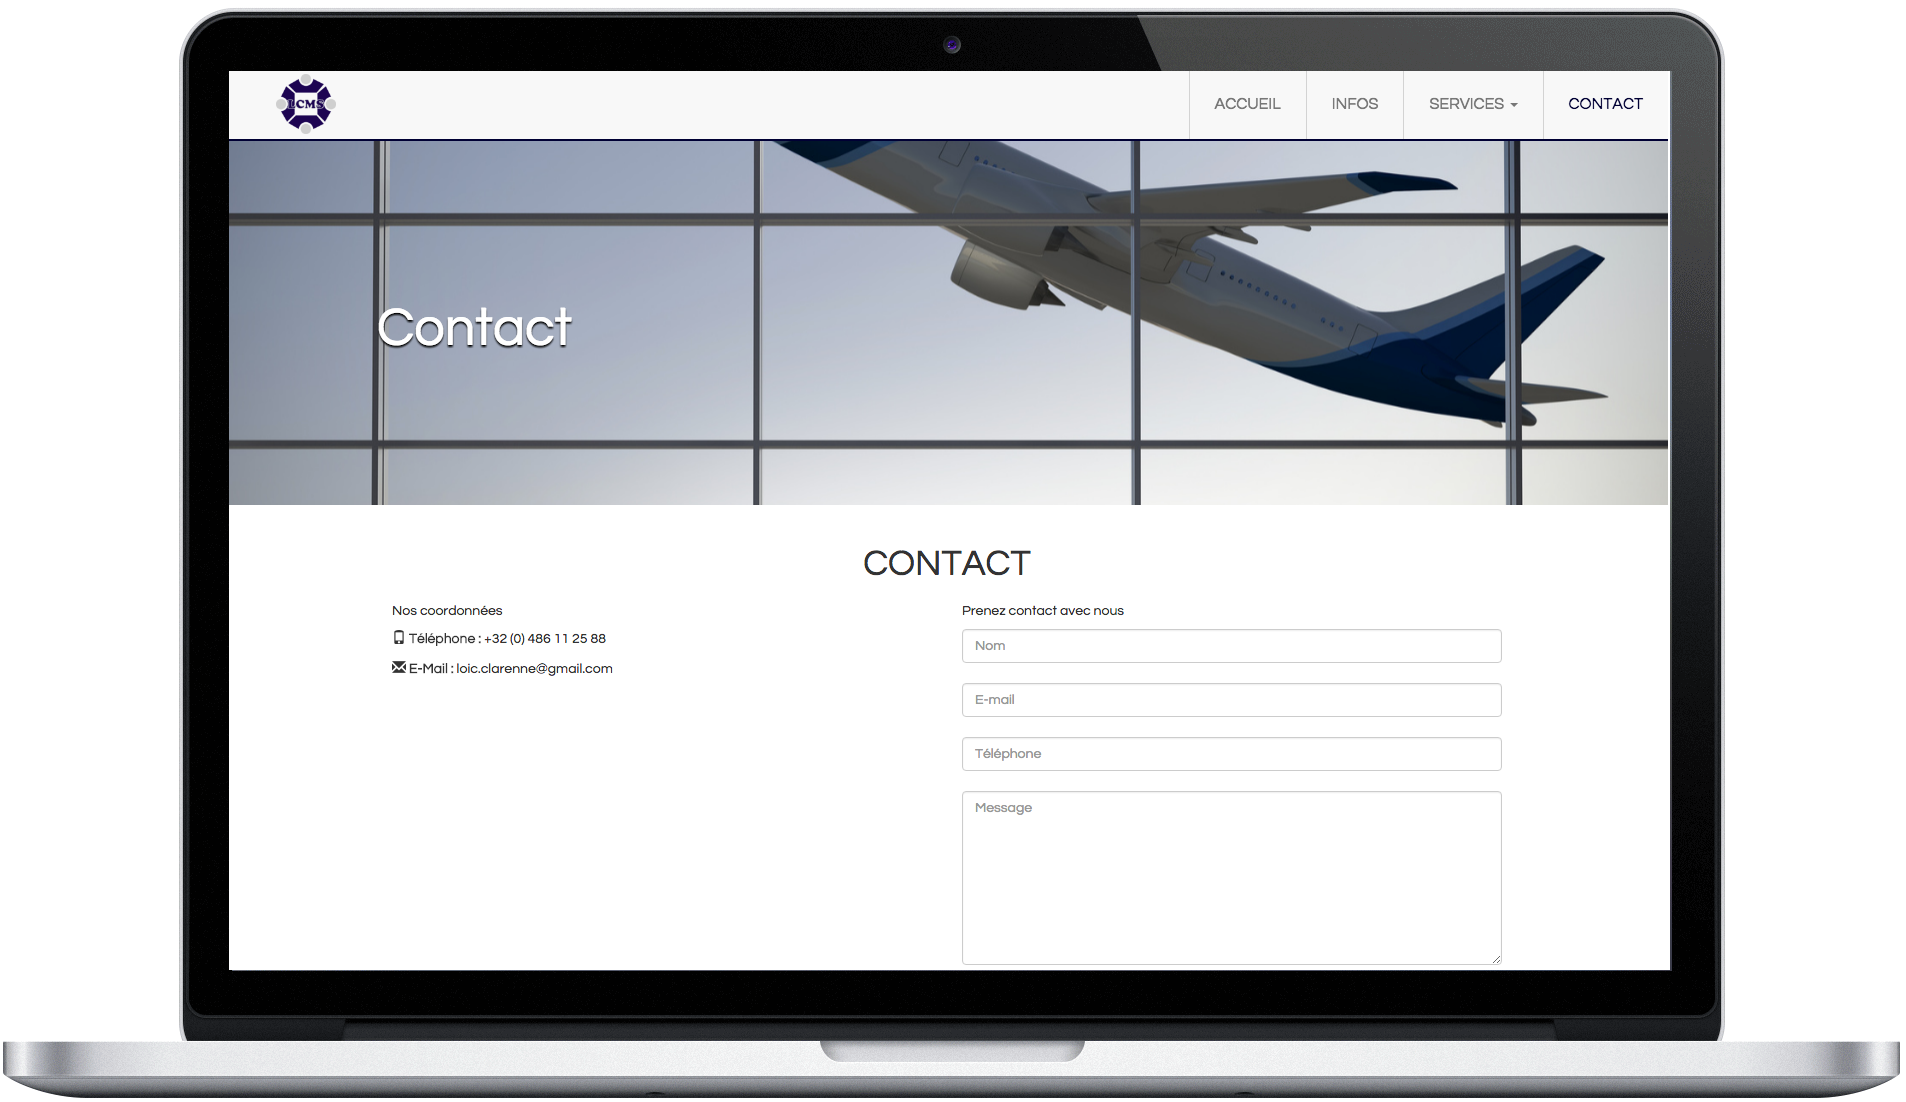 LCMS
ACCUEIL
INFOS
SERVICES
CONTACT
Contact
CONTACT
Nos coordonnées
Téléphone : +32 (0) 486 11 25 88
E-Mail : loic.clarenne@gmail.com
Prenez contact avec nous
Nom
E-mail
Téléphone
Message